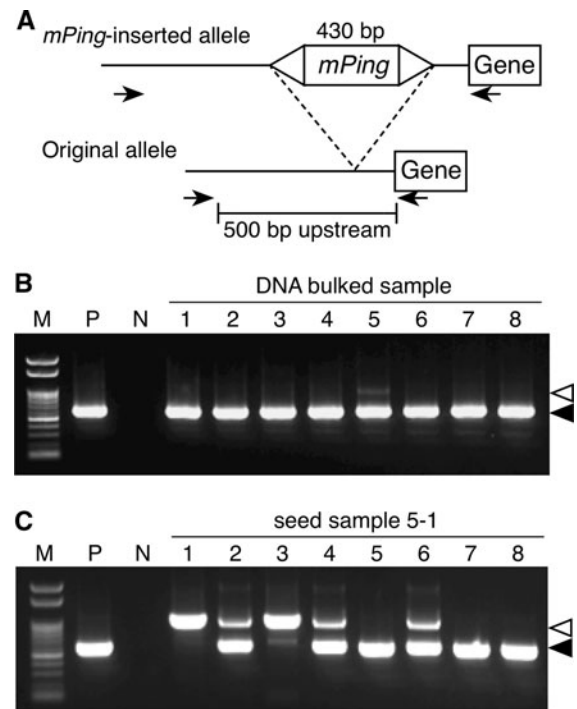 A
mPing-inserted allele
430 bp
mPing
Gene
Original allele
Gene
500 bp upstream
B
DNA bulked sample
M P N 1 2 3 4 5 6 7 8
C
seed sample 5-1
M P N 1 2 3 4 5 6 7 8